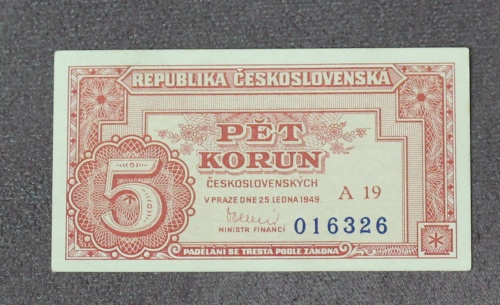 REPUBLIKA ČESKOSLOVENSKÁ
PĚT
KORUN
ČESKOSLOVENSKÝCH
A 19
V PRAZE DNE 25. LEDNA 1949.
5
016326
MINISTR FINANCÍ
PADĚLÁNÍ SE TRESTÁ PODLE ZÁKONA